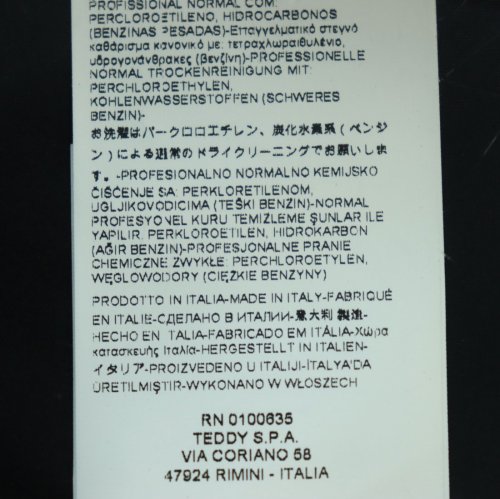 PROFISSIONAL NORMAL COM:
PERCLOROETILENO, HIDROCARBONOS
(BENZINAS PESADAS)-Επαγγελματικό στεγνό
καθάρισμα κανονικό με: τετραχλωραιθυλένιο,
υδρογονάνθρακες (βενζίνη)-PROFESSIONELLE
NORMAL TROCKENREINIGUNG MIT:
PERCHLOROETHYLEN,
KOHLENWASSERSTOFFEN (SCHWERES
BENZIN)-
お洗濯はパークロロエチレン、炭化水素系（ベンジ
ン）による通常のドライクリーニングでお願いしま
す。-PROFESIONALNO NORMALNO KEMIJSKO
ČIŠĆENJE SA: PERKLORETILENOM,
UGLJIKOVODICIMA (TEŠKI BENZIN)-NORMAL
PROFESYONEL KURU TEMIZLEME ŞUNLAR ILE
YAPILIR: PERKLOROETILEN, HIDROKARBON
(AĞIR BENZIN)-PROFESJONALNE PRANIE
CHEMICZNE ZWYKŁE: PERCHLOROETYLEN,
WĘGLOWODORY (CIĘŻKIE BENZYNY)
PRODOTTO IN ITALIA-MADE IN ITALY-FABRIQUÉ
EN ITALIE-СДЕЛАНО В ИТАЛИИ-意大利 製造-
HECHO EN ITALIA-FABRICADO EM ITÁLIA-Χώρα
κατασκευής Ιταλία-HERGESTELLT IN ITALIEN-
イタリア-PROIZVEDENO U ITALIJI-İTALYA'DA
ÜRETILMIŞTIR-WYKONANO W WŁOSZECH
RN 0100635
TEDDY S.P.A.
VIA CORIANO 58
47924 RIMINI - ITALIA